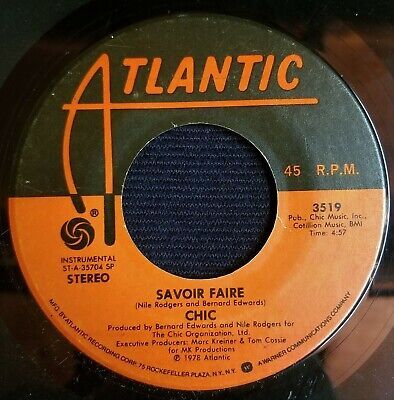 ATLANTIC
45 R.P.M.
®
3519
Pub., Chic Music, Inc.,
Cotillion Music, BMI
Time: 4:57
INSTRUMENTAL
ST-A-35704 SP
STEREO
SAVOIR FAIRE
(Nile Rodgers and Bernard Edwards)
CHIC
Produced by Bernard Edwards and Nile Rodgers for
The Chic Organization, Ltd.
Executive Producers: Marc Kreiner & Tom Cossie
for MK Productions
℗ 1978 Atlantic
MFG. BY ATLANTIC RECORDING CORP. 75 ROCKEFELLER PLAZA, N.Y. N.Y. A WARNER COMMUNICATIONS COMPANY